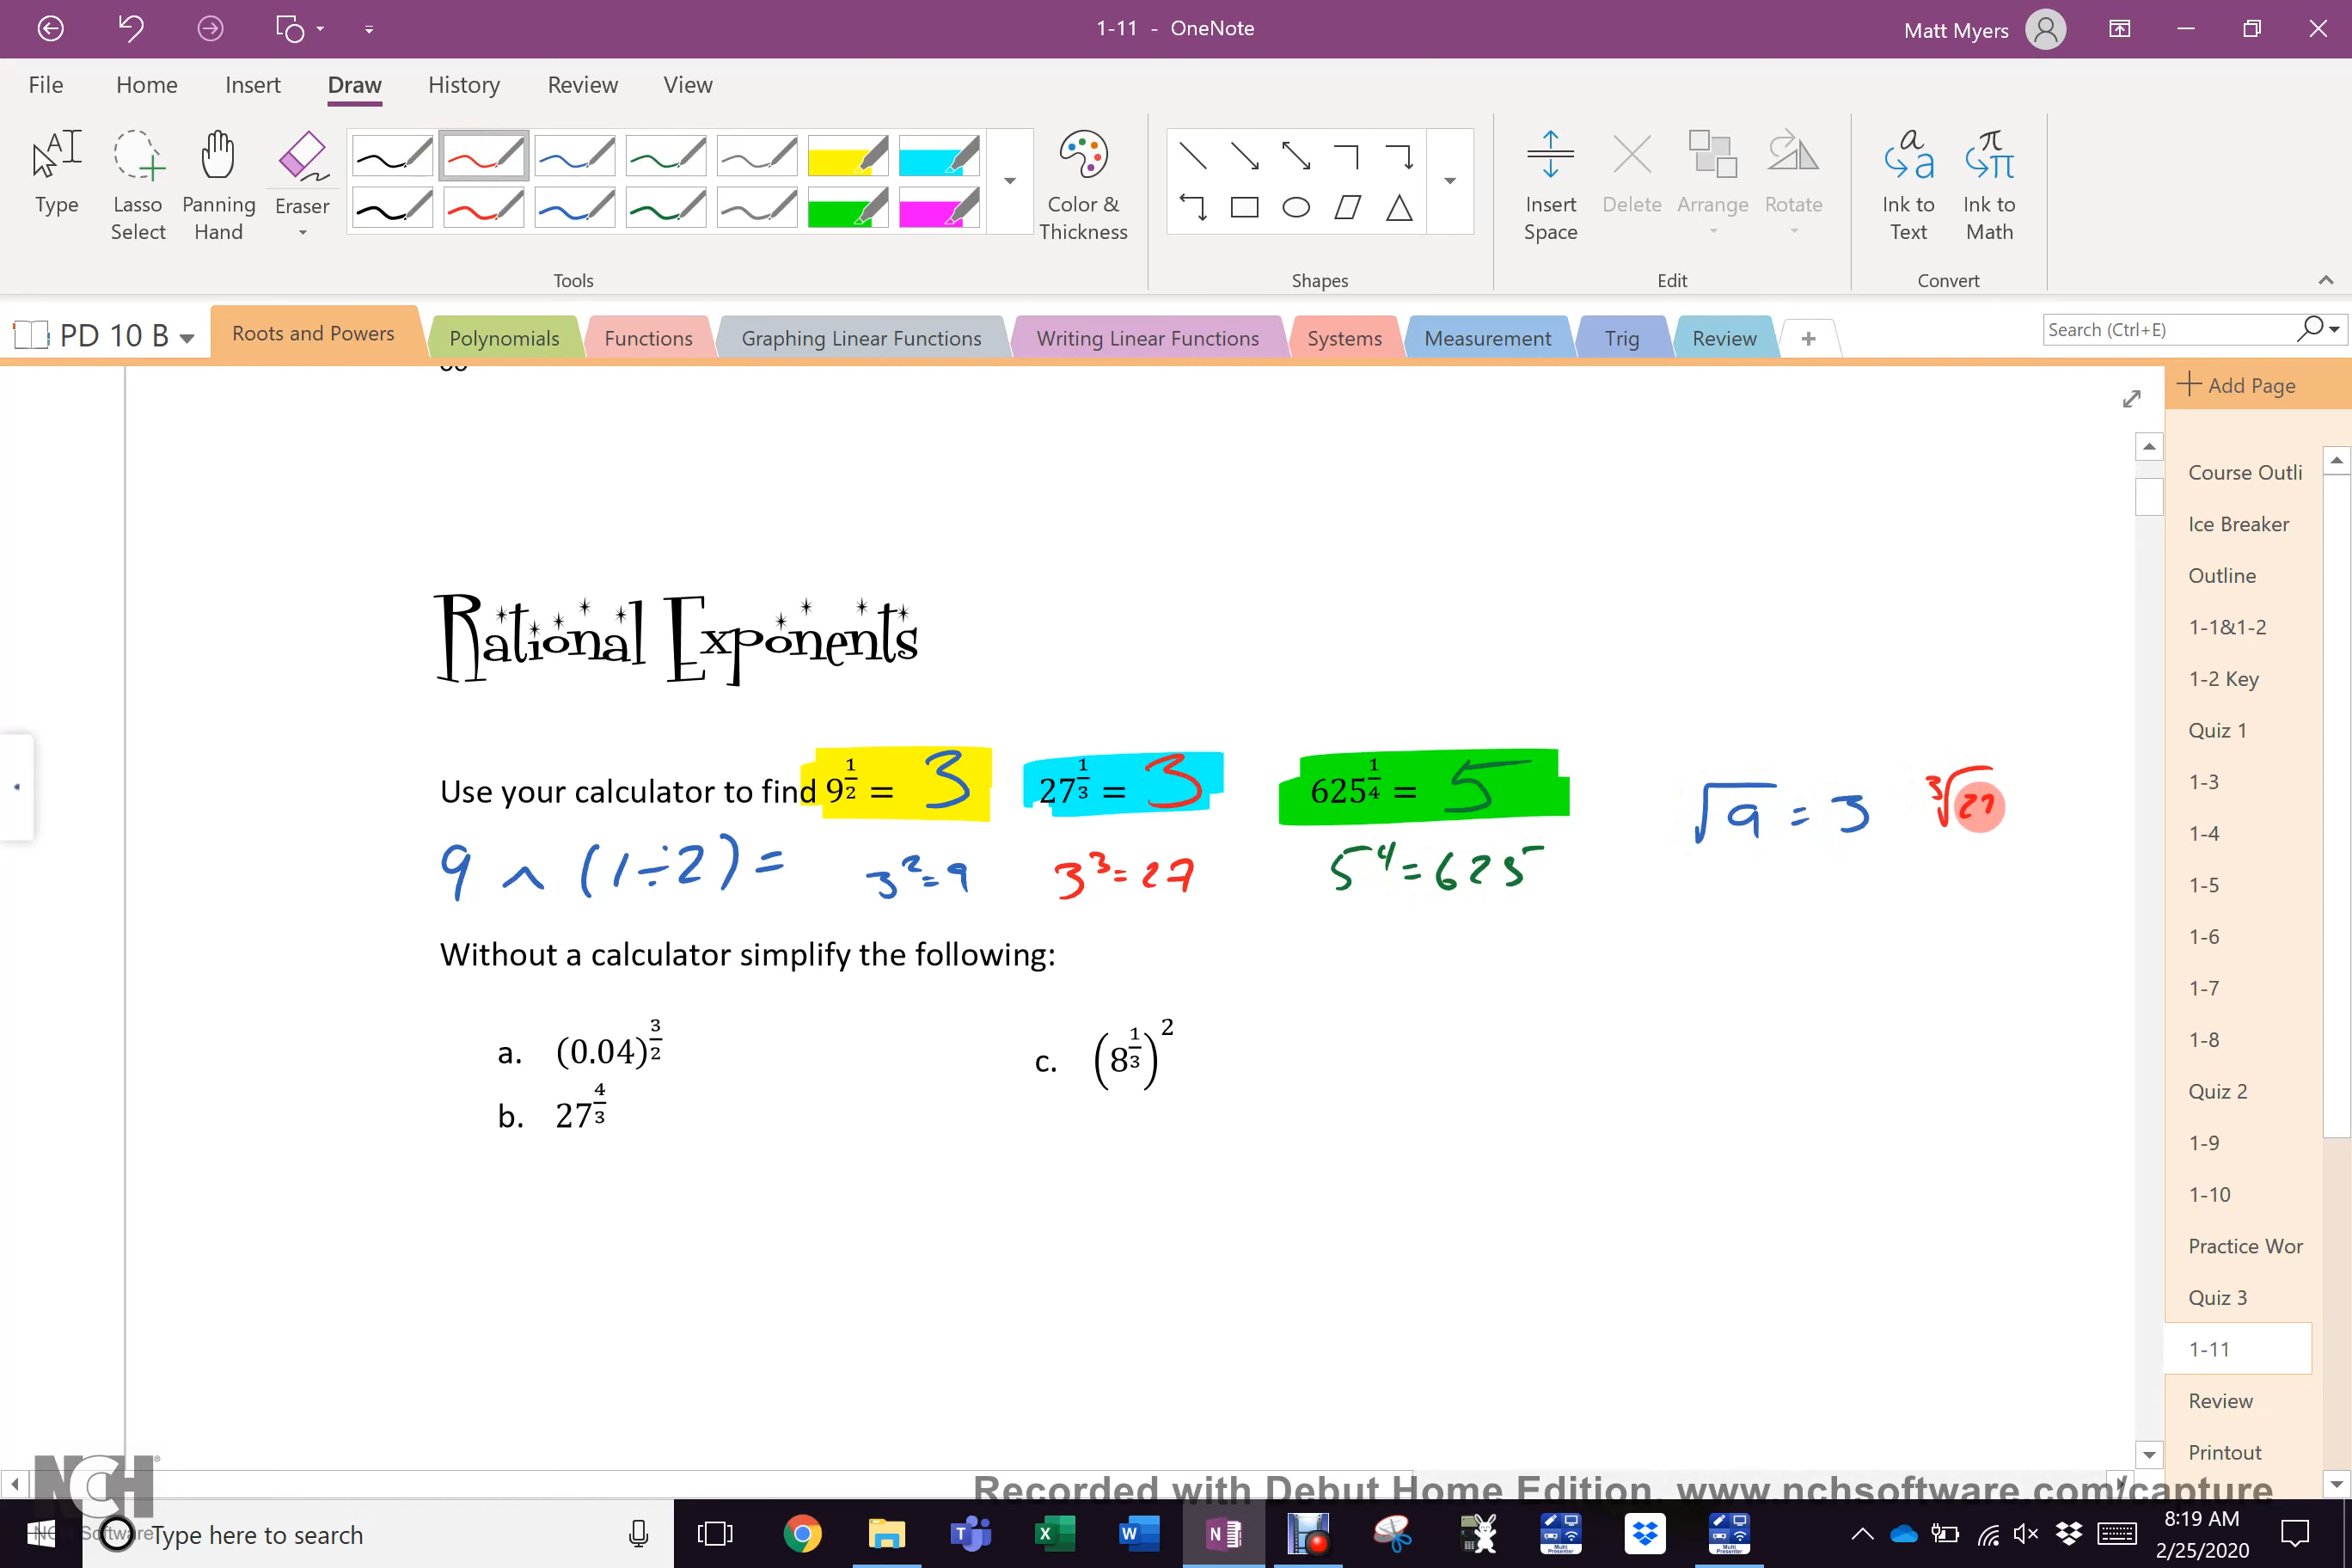 1-11 - OneNote
Matt Myers
File Home Insert Draw History Review View
Type
Lasso Select
Panning Hand
Eraser
Color & Thickness
Insert Space
Delete
Arrange
Rotate
Ink to Text
Ink to Math
Tools Shapes Edit Convert
PD 10 B
Roots and Powers
Polynomials
Functions
Graphing Linear Functions
Writing Linear Functions
Systems
Measurement
Trig
Review
+
Search (Ctrl+E)
Add Page
Course Outli
Ice Breaker
Outline
1-1&1-2
1-2 Key
Quiz 1
1-3
1-4
1-5
1-6
1-7
1-8
Quiz 2
1-9
1-10
Practice Wor
Quiz 3
1-11
Review
Printout
Rational Exponents
Use your calculator to find 9^(1/2) = 3 27^(1/3) = 3 625^(1/4) = 5 √9 = 3 ∛27
9 ^ (1÷2) = 3²=9 3³=27 5⁴=625
Without a calculator simplify the following:
a. (0.04)^(3/2)
c. (8^(1/3))²
b. 27^(4/3)
NCH®
NCH Software
Recorded with Debut Home Edition. www.nchsoftware.com/capture
Type here to search
8:19 AM
2/25/2020